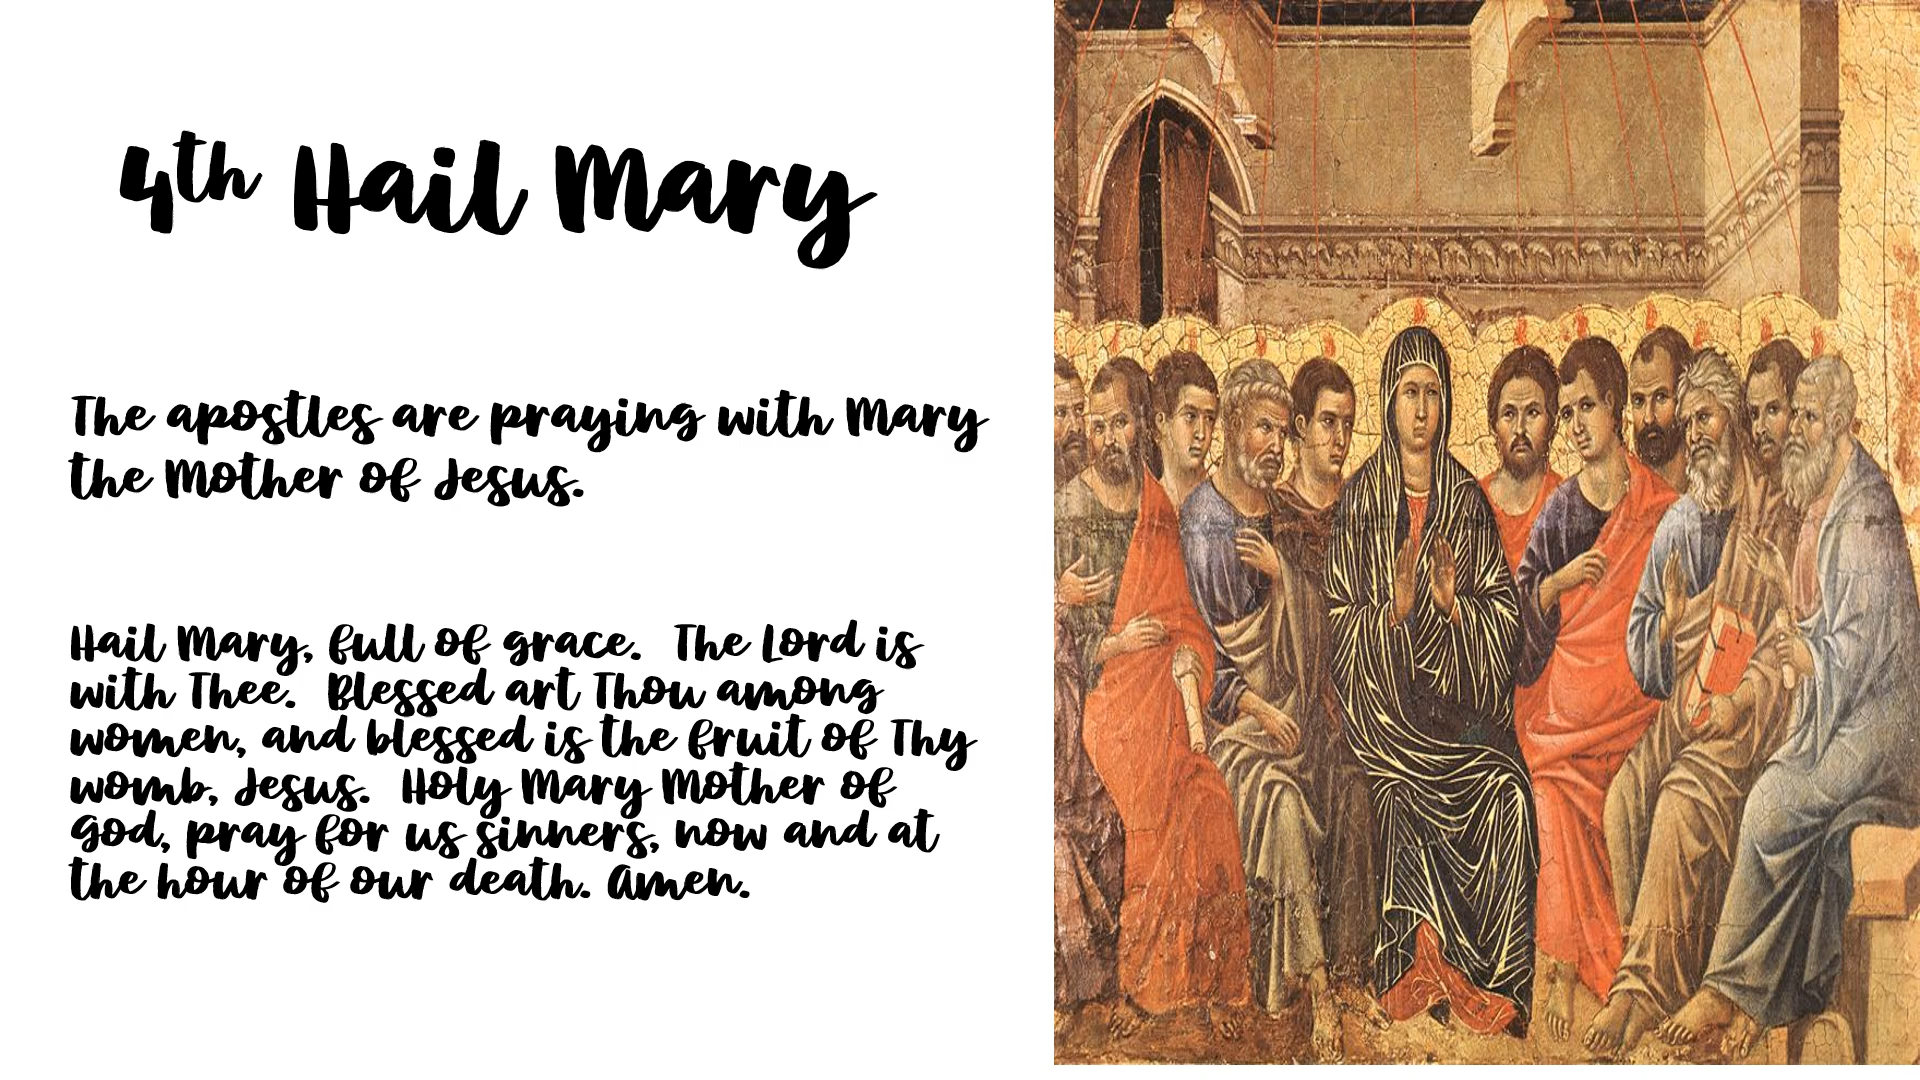 4th Hail Mary
The apostles are praying with Mary
the Mother of Jesus.
Hail Mary, full of grace. The Lord is
with Thee. Blessed art Thou among
women, and blessed is the fruit of Thy
womb, Jesus. Holy Mary Mother of
God, pray for us sinners, now and at
the hour of our death. Amen.